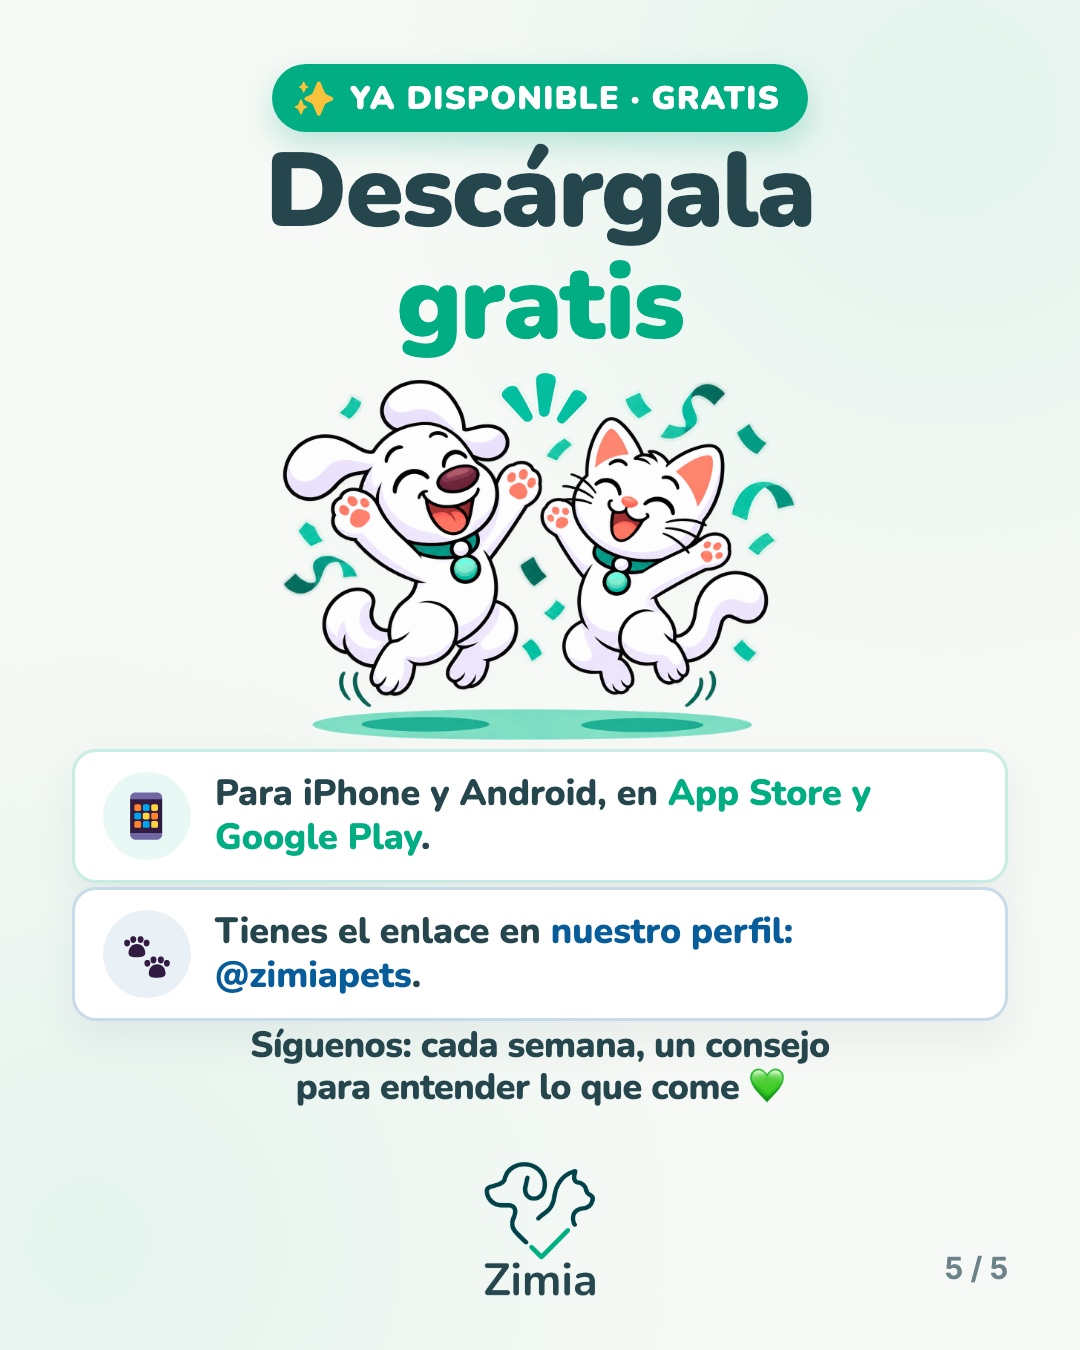 ✨ YA DISPONIBLE · GRATIS
Descárgala
gratis
Para iPhone y Android, en App Store y
Google Play.
Tienes el enlace en nuestro perfil:
@zimiapets.
Síguenos: cada semana, un consejo
para entender lo que come 💚
Zimia
5 / 5